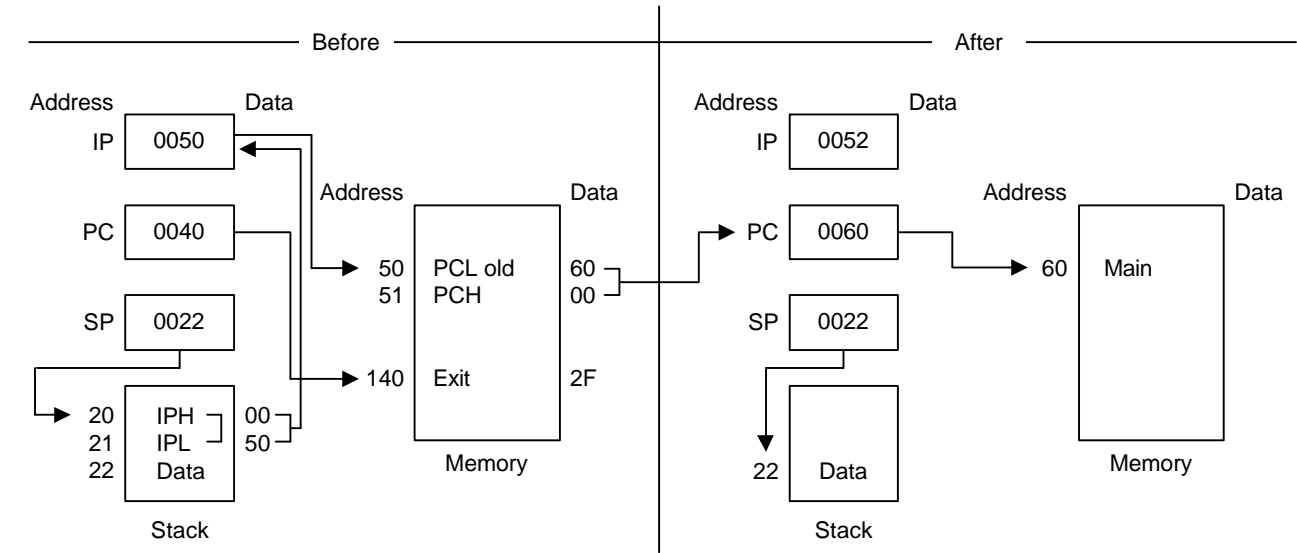 Before
Address Data
IP 0050
Address Data
PC 0040
50 PCL old 60
51 PCH 00
SP 0022
140 Exit 2F
20 IPH 00
21 IPL 50
22 Data
Memory
Stack
After
Address Data
IP 0052
Address Data
PC 0060
60 Main
SP 0022
22 Data
Memory
Stack